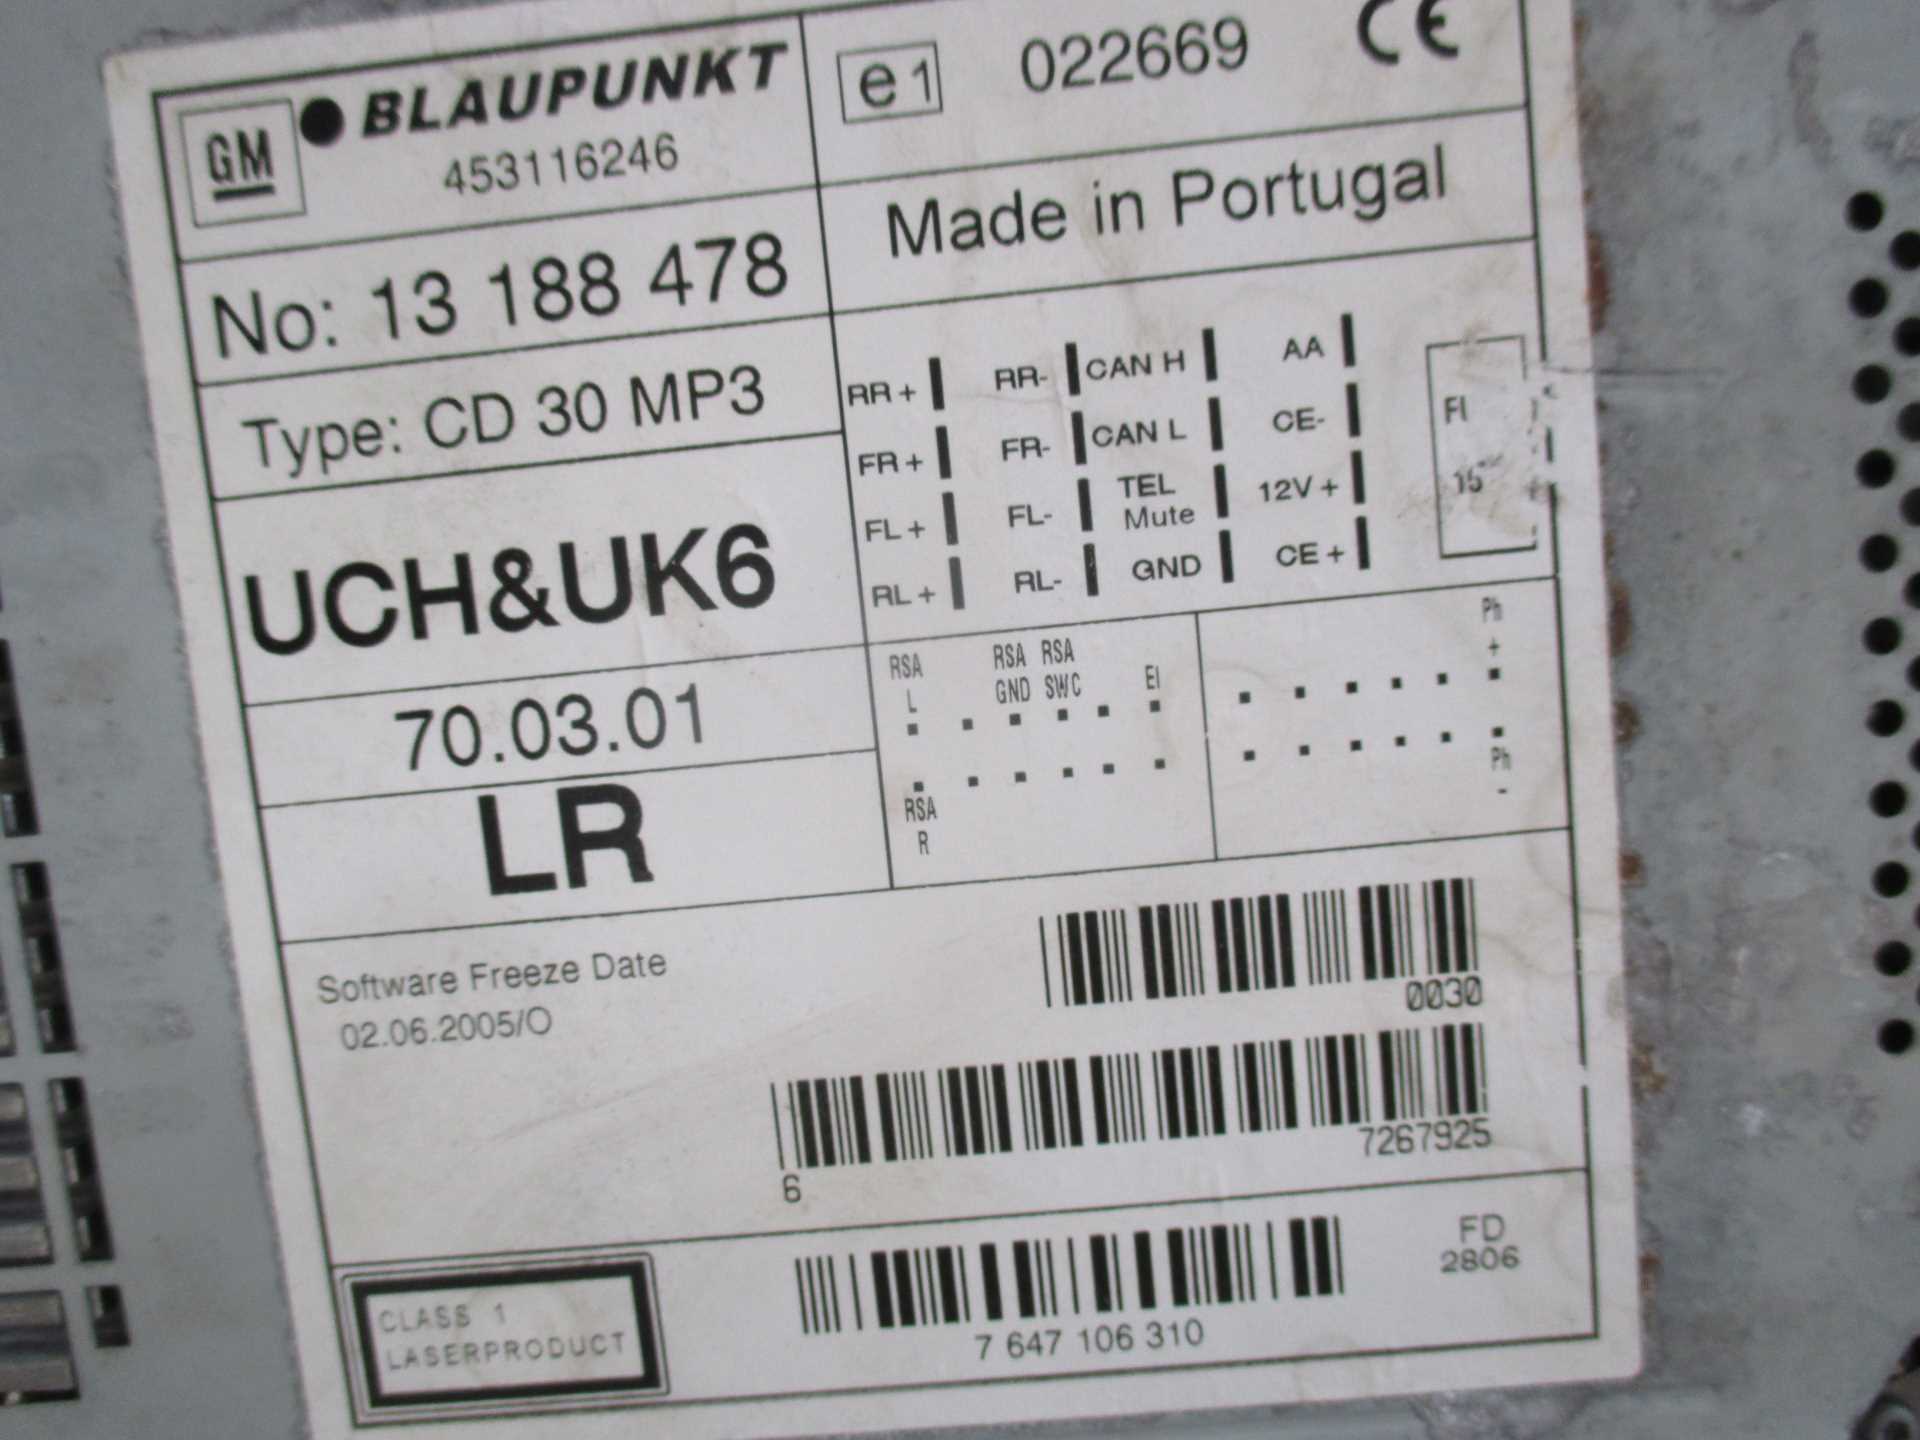 GM
BLAUPUNKT
453116246
e1
022669
CE
No: 13 188 478
Made in Portugal
Type: CD 30 MP3
UCH&UK6
70.03.01
LR
RR + RR- CAN H AA
FR + FR- CAN L CE-
FL + FL- TEL Mute 12V +
RL + RL- GND CE +
RSA L
RSA GND
RSA SWC
EI
Ph +
RSA R
Ph -
Software Freeze Date
02.06.2005/O
0030
6
7267925
CLASS 1
LASERPRODUCT
7 647 106 310
FD
2806